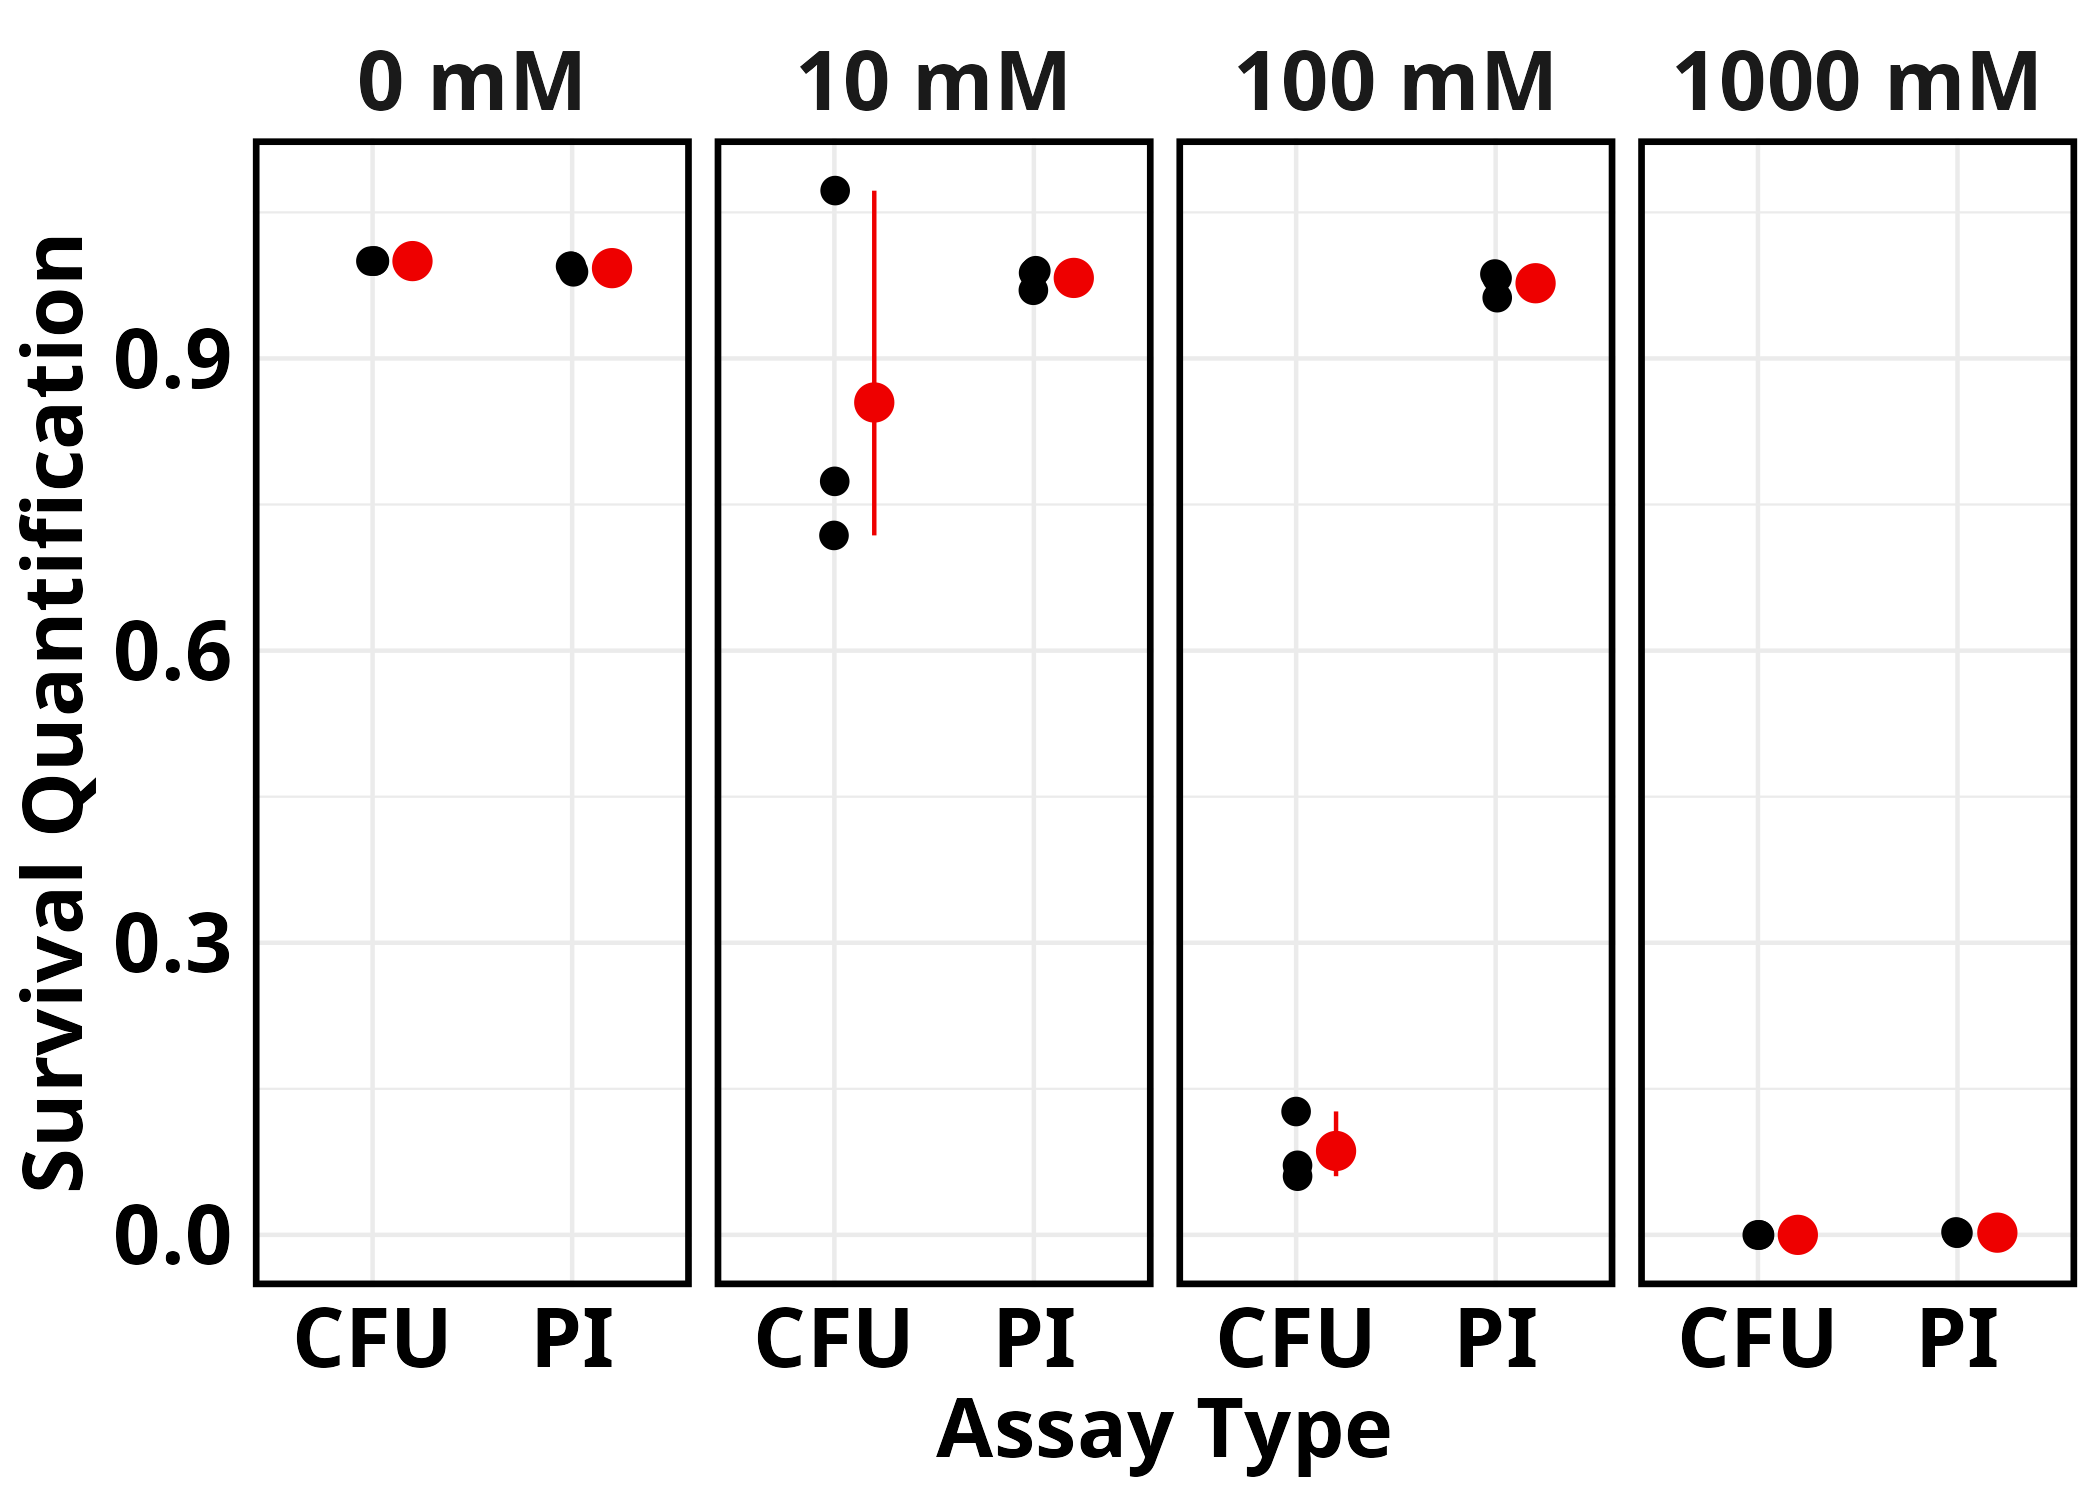 0 mM
10 mM
100 mM
1000 mM
Survival Quantification
0.9
0.6
0.3
0.0
CFU PI
CFU PI
CFU PI
CFU PI
Assay Type